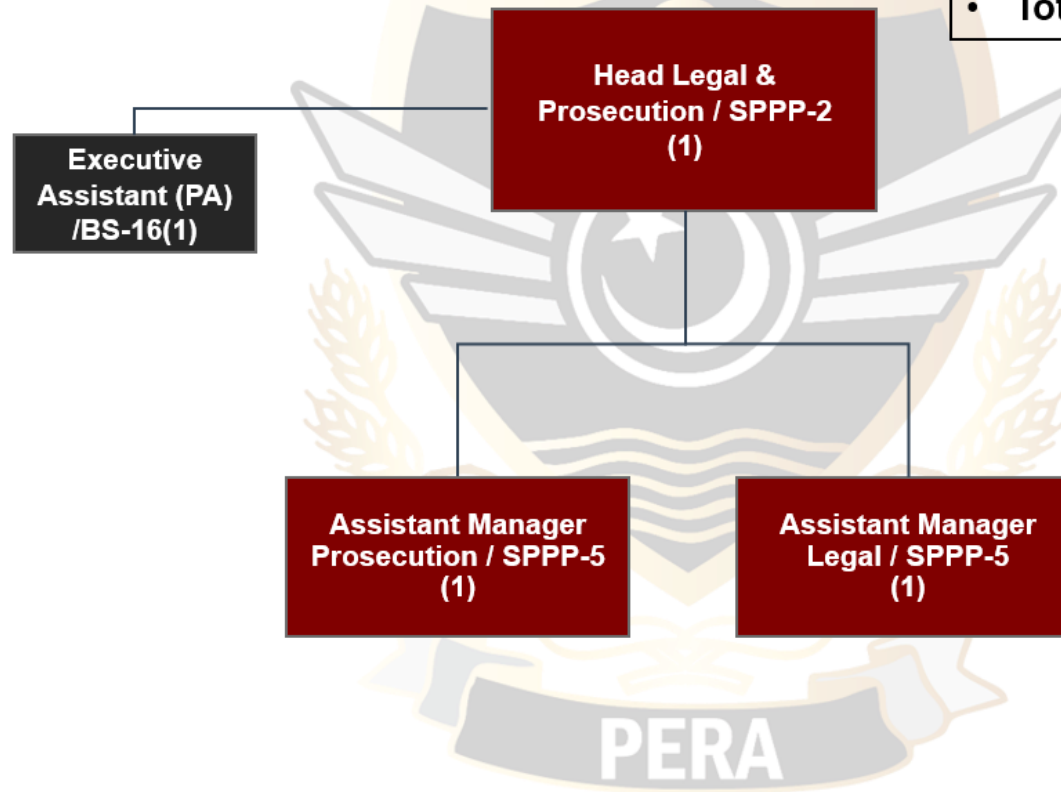 Head Legal &
Prosecution / SPPP-2
(1)
Executive
Assistant (PA)
/BS-16(1)
Assistant Manager
Prosecution / SPPP-5
(1)
Assistant Manager
Legal / SPPP-5
(1)
PERA